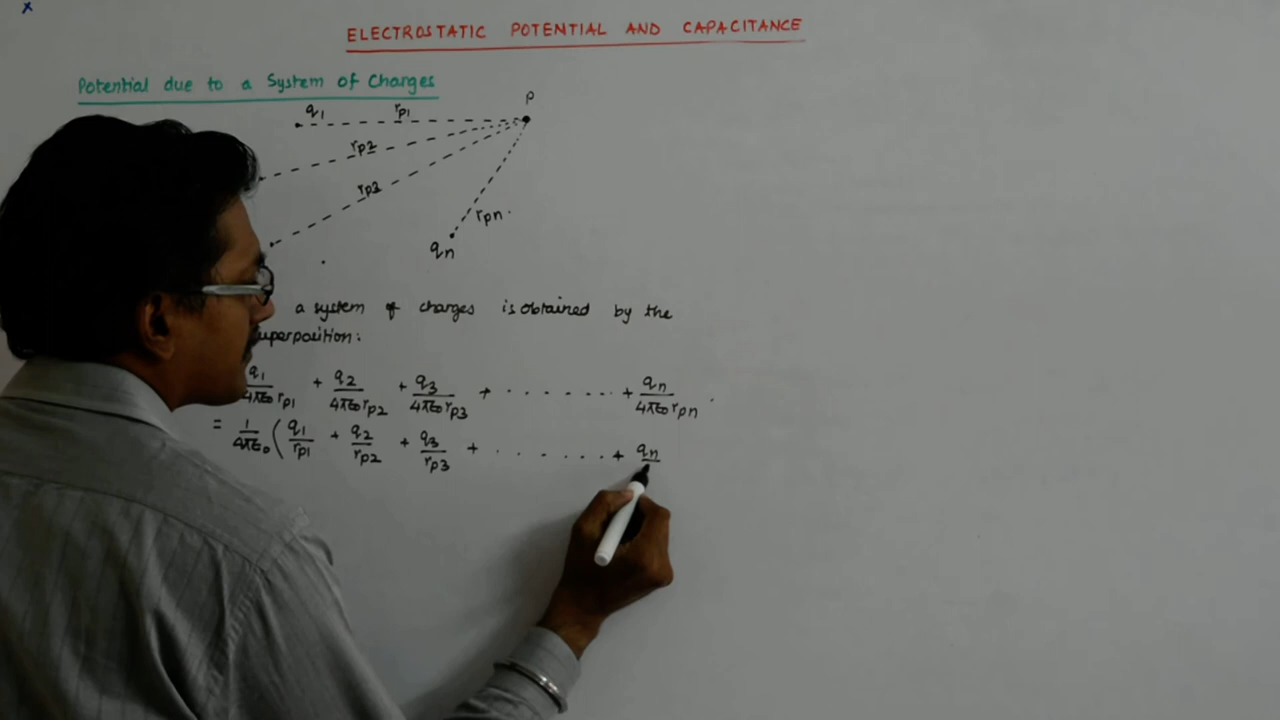 x
ELECTROSTATIC POTENTIAL AND CAPACITANCE
Potential due to a System of Charges
P
q1 rp1
rp2
rp3
rpn.
qn
a system of charges is obtained by the
uperposition:
q1/4πε0rp1 + q2/4πε0rp2 + q3/4πε0rp3 + . . . . . . . + qn/4πε0rpn .
= 1/4πε0 ( q1/rp1 + q2/rp2 + q3/rp3 + . . . . . . . + qn